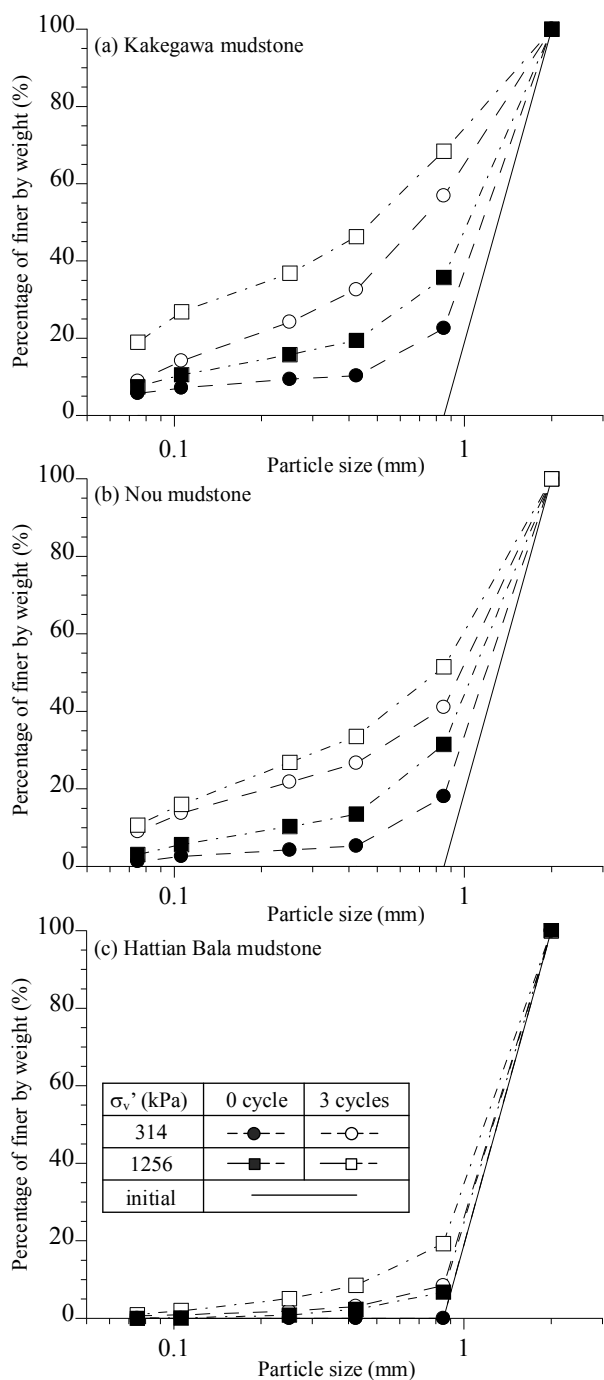 100
(a) Kakegawa mudstone
80
60
40
20
0
Percentage of finer by weight (%)
0.1
1
Particle size (mm)
100
(b) Nou mudstone
80
60
40
20
0
Percentage of finer by weight (%)
0.1
1
Particle size (mm)
100
(c) Hattian Bala mudstone
80
60
40
20
0
Percentage of finer by weight (%)
σv' (kPa) 0 cycle 3 cycles
314
1256
initial
0.1
1
Particle size (mm)